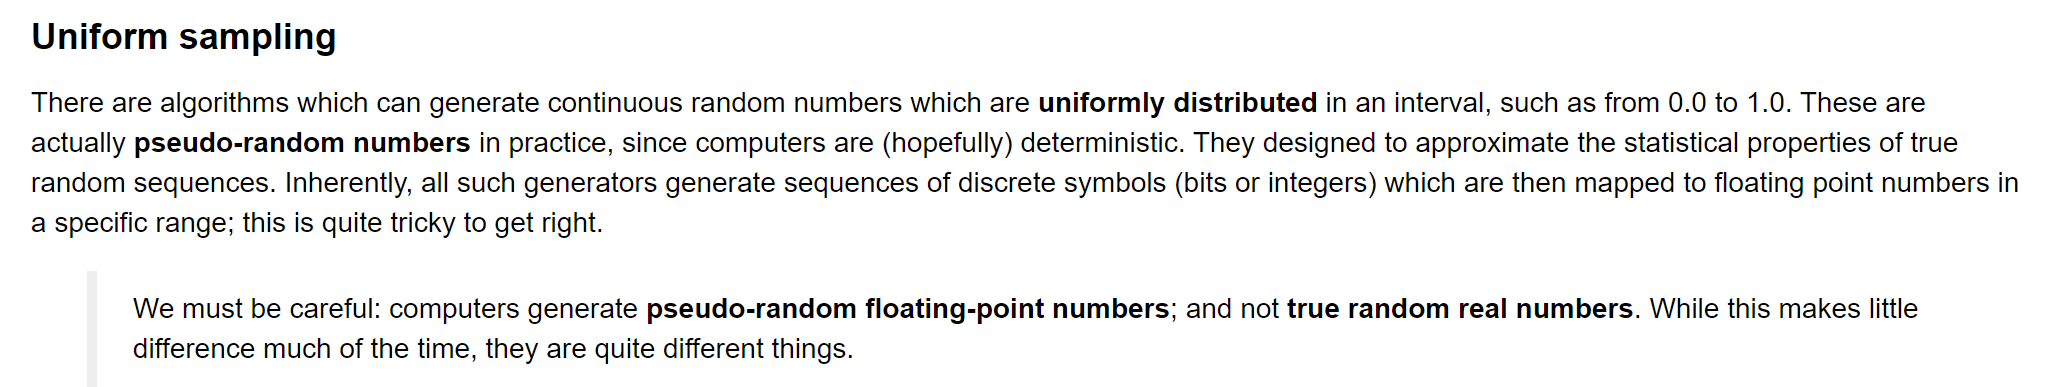 Uniform sampling
There are algorithms which can generate continuous random numbers which are uniformly distributed in an interval, such as from 0.0 to 1.0. These are
actually pseudo-random numbers in practice, since computers are (hopefully) deterministic. They designed to approximate the statistical properties of true
random sequences. Inherently, all such generators generate sequences of discrete symbols (bits or integers) which are then mapped to floating point numbers in
a specific range; this is quite tricky to get right.
We must be careful: computers generate pseudo-random floating-point numbers; and not true random real numbers. While this makes little
difference much of the time, they are quite different things.